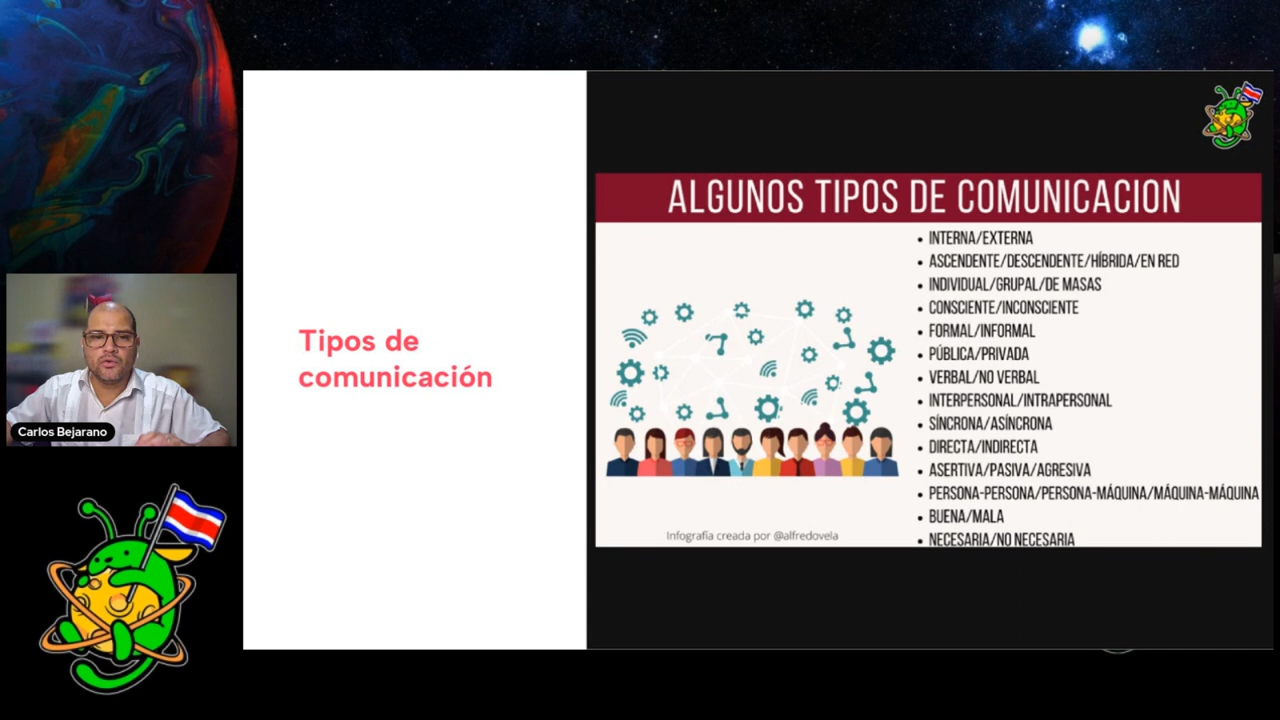 Carlos Bejarano
Tipos de
comunicación
ALGUNOS TIPOS DE COMUNICACION
• INTERNA/EXTERNA
• ASCENDENTE/DESCENDENTE/HÍBRIDA/EN RED
• INDIVIDUAL/GRUPAL/DE MASAS
• CONSCIENTE/INCONSCIENTE
• FORMAL/INFORMAL
• PÚBLICA/PRIVADA
• VERBAL/NO VERBAL
• INTERPERSONAL/INTRAPERSONAL
• SÍNCRONA/ASÍNCRONA
• DIRECTA/INDIRECTA
• ASERTIVA/PASIVA/AGRESIVA
• PERSONA-PERSONA/PERSONA-MÁQUINA/MÁQUINA-MÁQUINA
• BUENA/MALA
• NECESARIA/NO NECESARIA
Infografía creada por @alfredovela